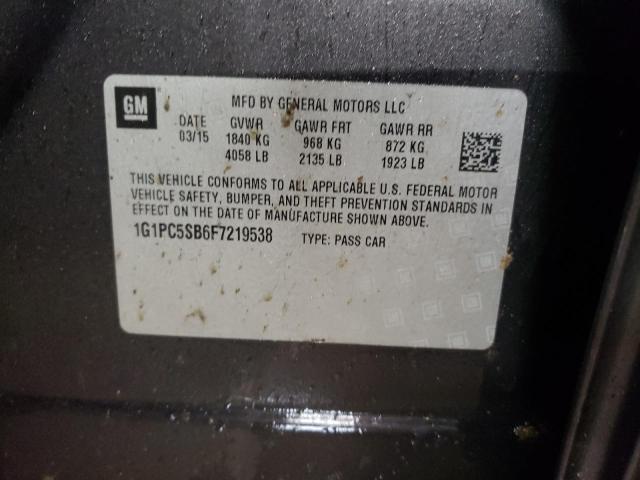 GM
MFD BY GENERAL MOTORS LLC
DATE GVWR GAWR FRT GAWR RR
03/15 1840 KG 968 KG 872 KG
4058 LB 2135 LB 1923 LB
THIS VEHICLE CONFORMS TO ALL APPLICABLE U.S. FEDERAL MOTOR
VEHICLE SAFETY, BUMPER, AND THEFT PREVENTION STANDARDS IN
EFFECT ON THE DATE OF MANUFACTURE SHOWN ABOVE.
1G1PC5SB6F7219538 TYPE: PASS CAR